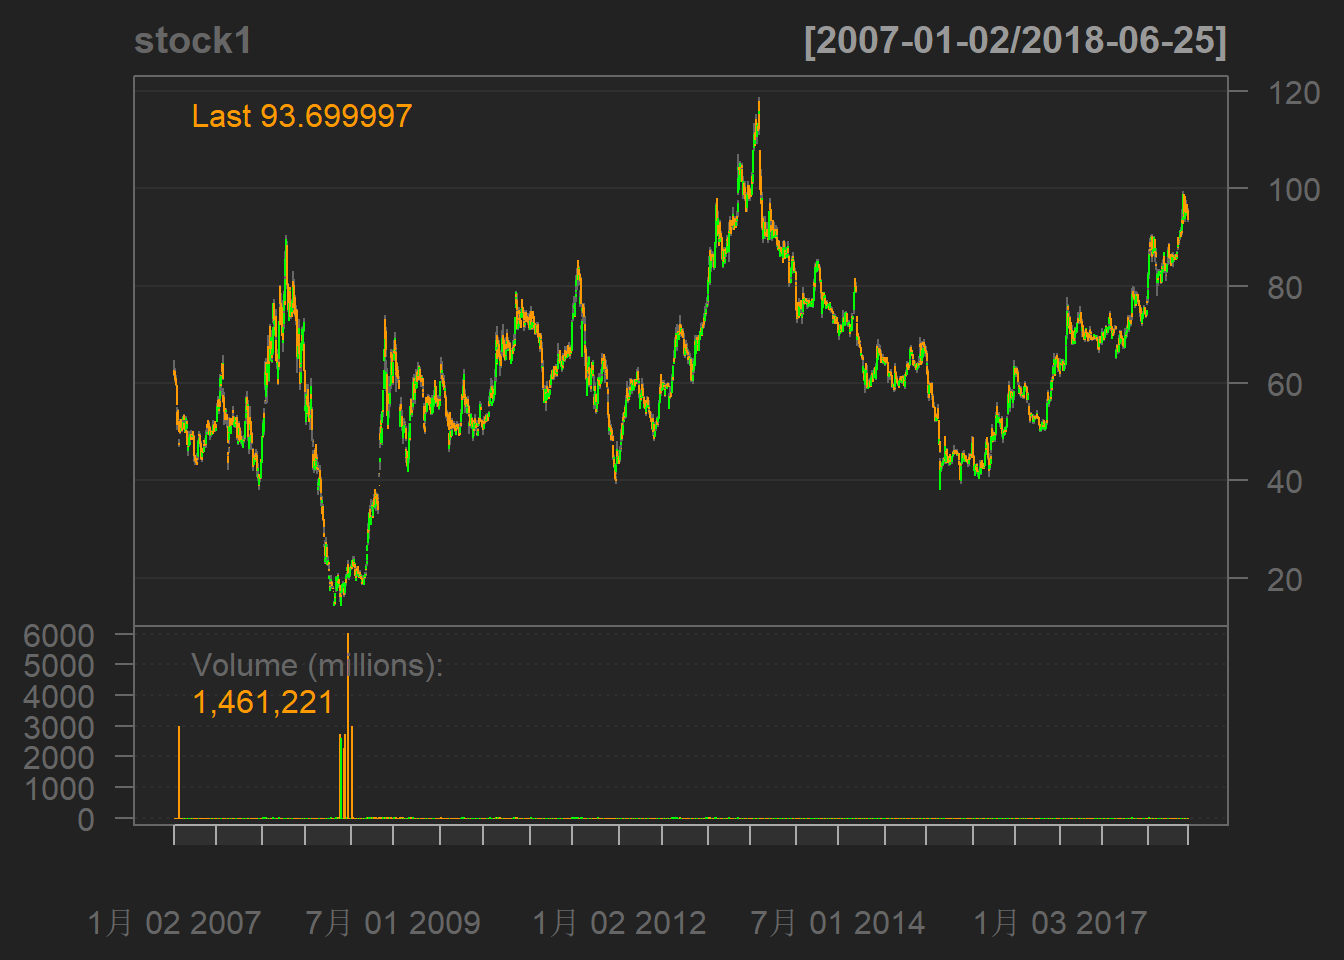 stock1
[2007-01-02/2018-06-25]
Last 93.699997
120
100
80
60
40
20
Volume (millions):
1,461,221
6000
5000
4000
3000
2000
1000
0
1月 02 2007
7月 01 2009
1月 02 2012
7月 01 2014
1月 03 2017